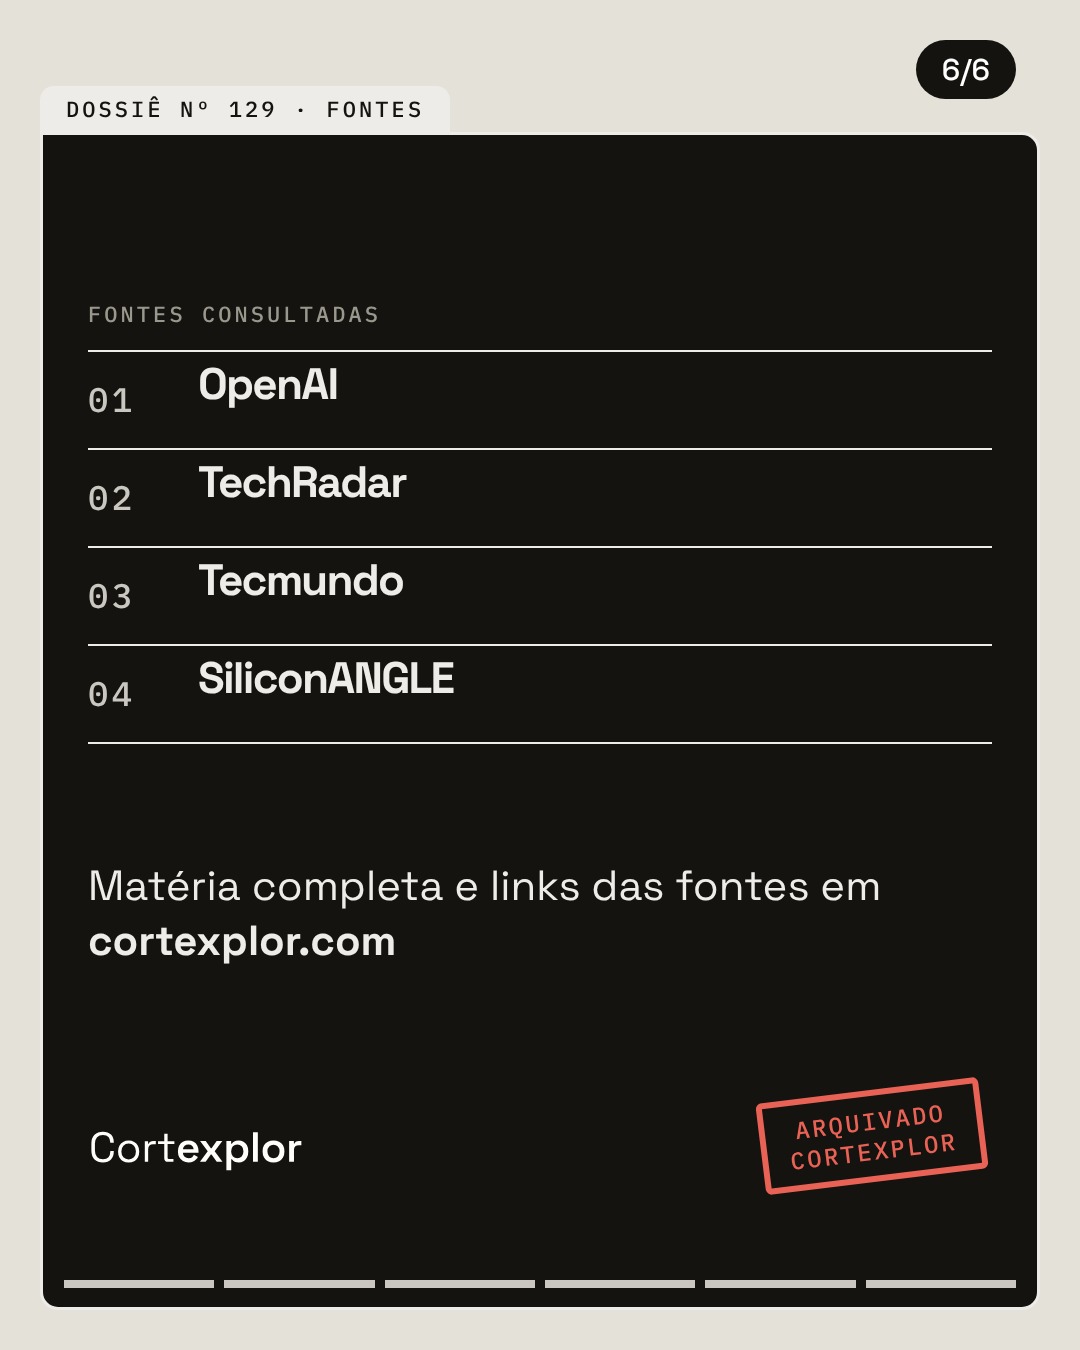 6/6
DOSSIÊ Nº 129 · FONTES
FONTES CONSULTADAS
01 OpenAI
02 TechRadar
03 Tecmundo
04 SiliconANGLE
Matéria completa e links das fontes em
cortexplor.com
Cortexplor
ARQUIVADO
CORTEXPLOR